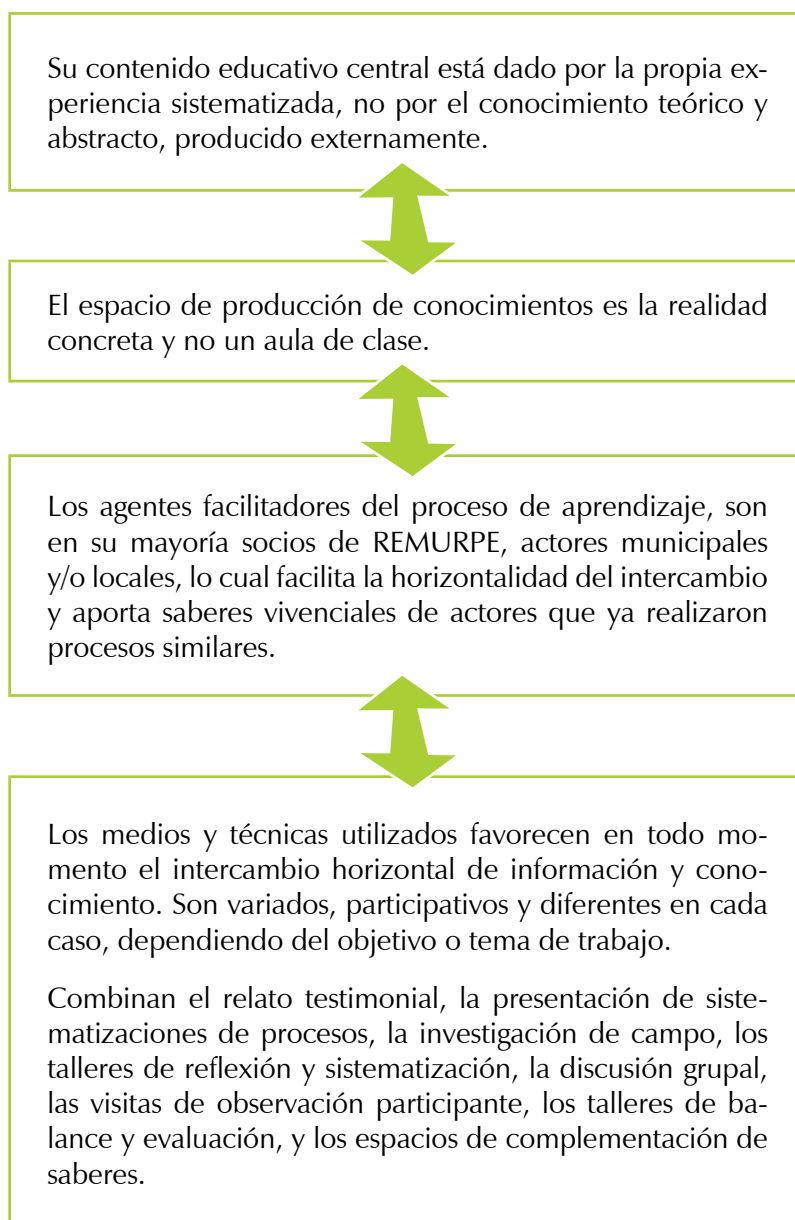 Su contenido educativo central está dado por la propia ex-
periencia sistematizada, no por el conocimiento teórico y
abstracto, producido externamente.
El espacio de producción de conocimientos es la realidad
concreta y no un aula de clase.
Los agentes facilitadores del proceso de aprendizaje, son
en su mayoría socios de REMURPE, actores municipales
y/o locales, lo cual facilita la horizontalidad del intercambio
y aporta saberes vivenciales de actores que ya realizaron
procesos similares.
Los medios y técnicas utilizados favorecen en todo mo-
mento el intercambio horizontal de información y cono-
cimiento. Son variados, participativos y diferentes en cada
caso, dependiendo del objetivo o tema de trabajo.
Combinan el relato testimonial, la presentación de siste-
matizaciones de procesos, la investigación de campo, los
talleres de reflexión y sistematización, la discusión grupal,
las visitas de observación participante, los talleres de ba-
lance y evaluación, y los espacios de complementación de
saberes.